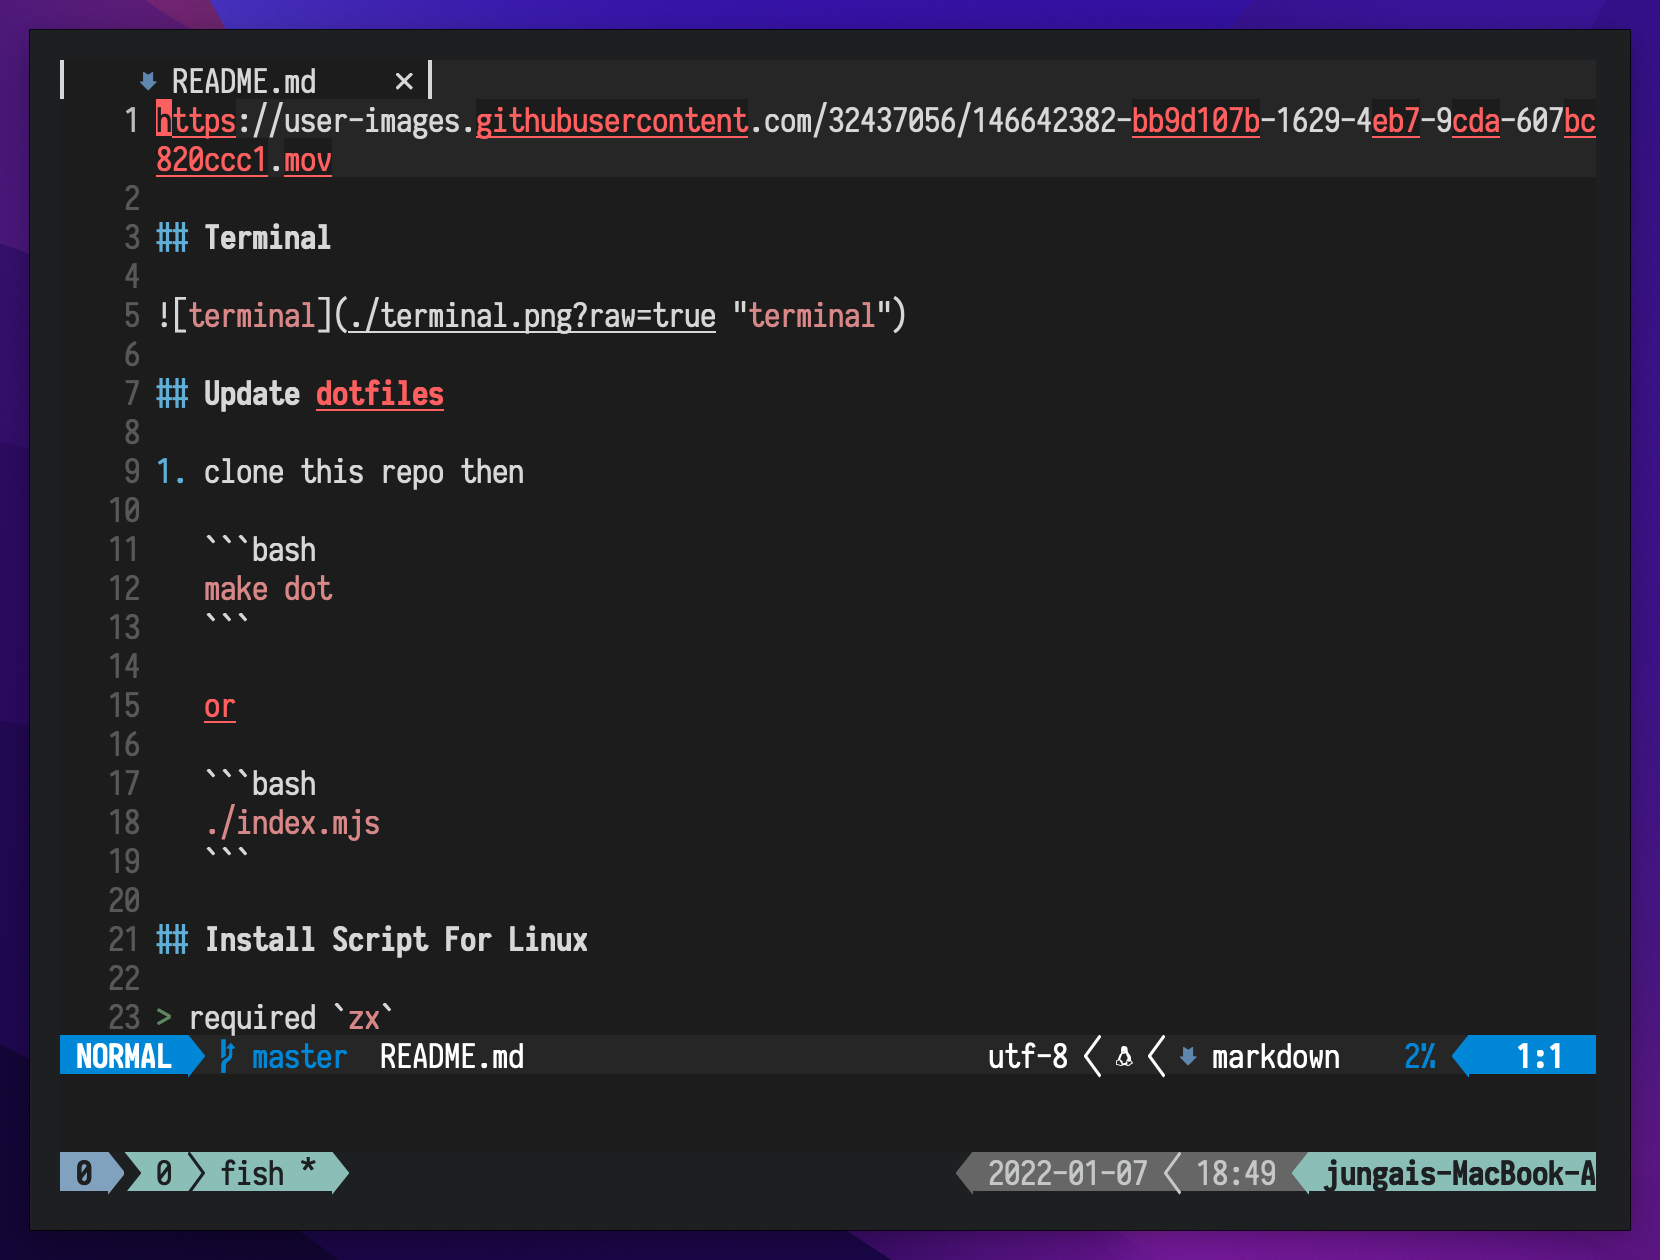 README.md ×
1 https://user-images.githubusercontent.com/32437056/146642382-bb9d107b-1629-4eb7-9cda-607bc
820ccc1.mov
2
3 ## Terminal
4
5 ![terminal](./terminal.png?raw=true "terminal")
6
7 ## Update dotfiles
8
9 1. clone this repo then
10
11 ```bash
12 make dot
13 ```
14
15 or
16
17 ```bash
18 ./index.mjs
19 ```
20
21 ## Install Script For Linux
22
23 > required `zx`
NORMAL master README.md utf-8 markdown 2% 1:1
0 0 fish * 2022-01-07 18:49 jungais-MacBook-A